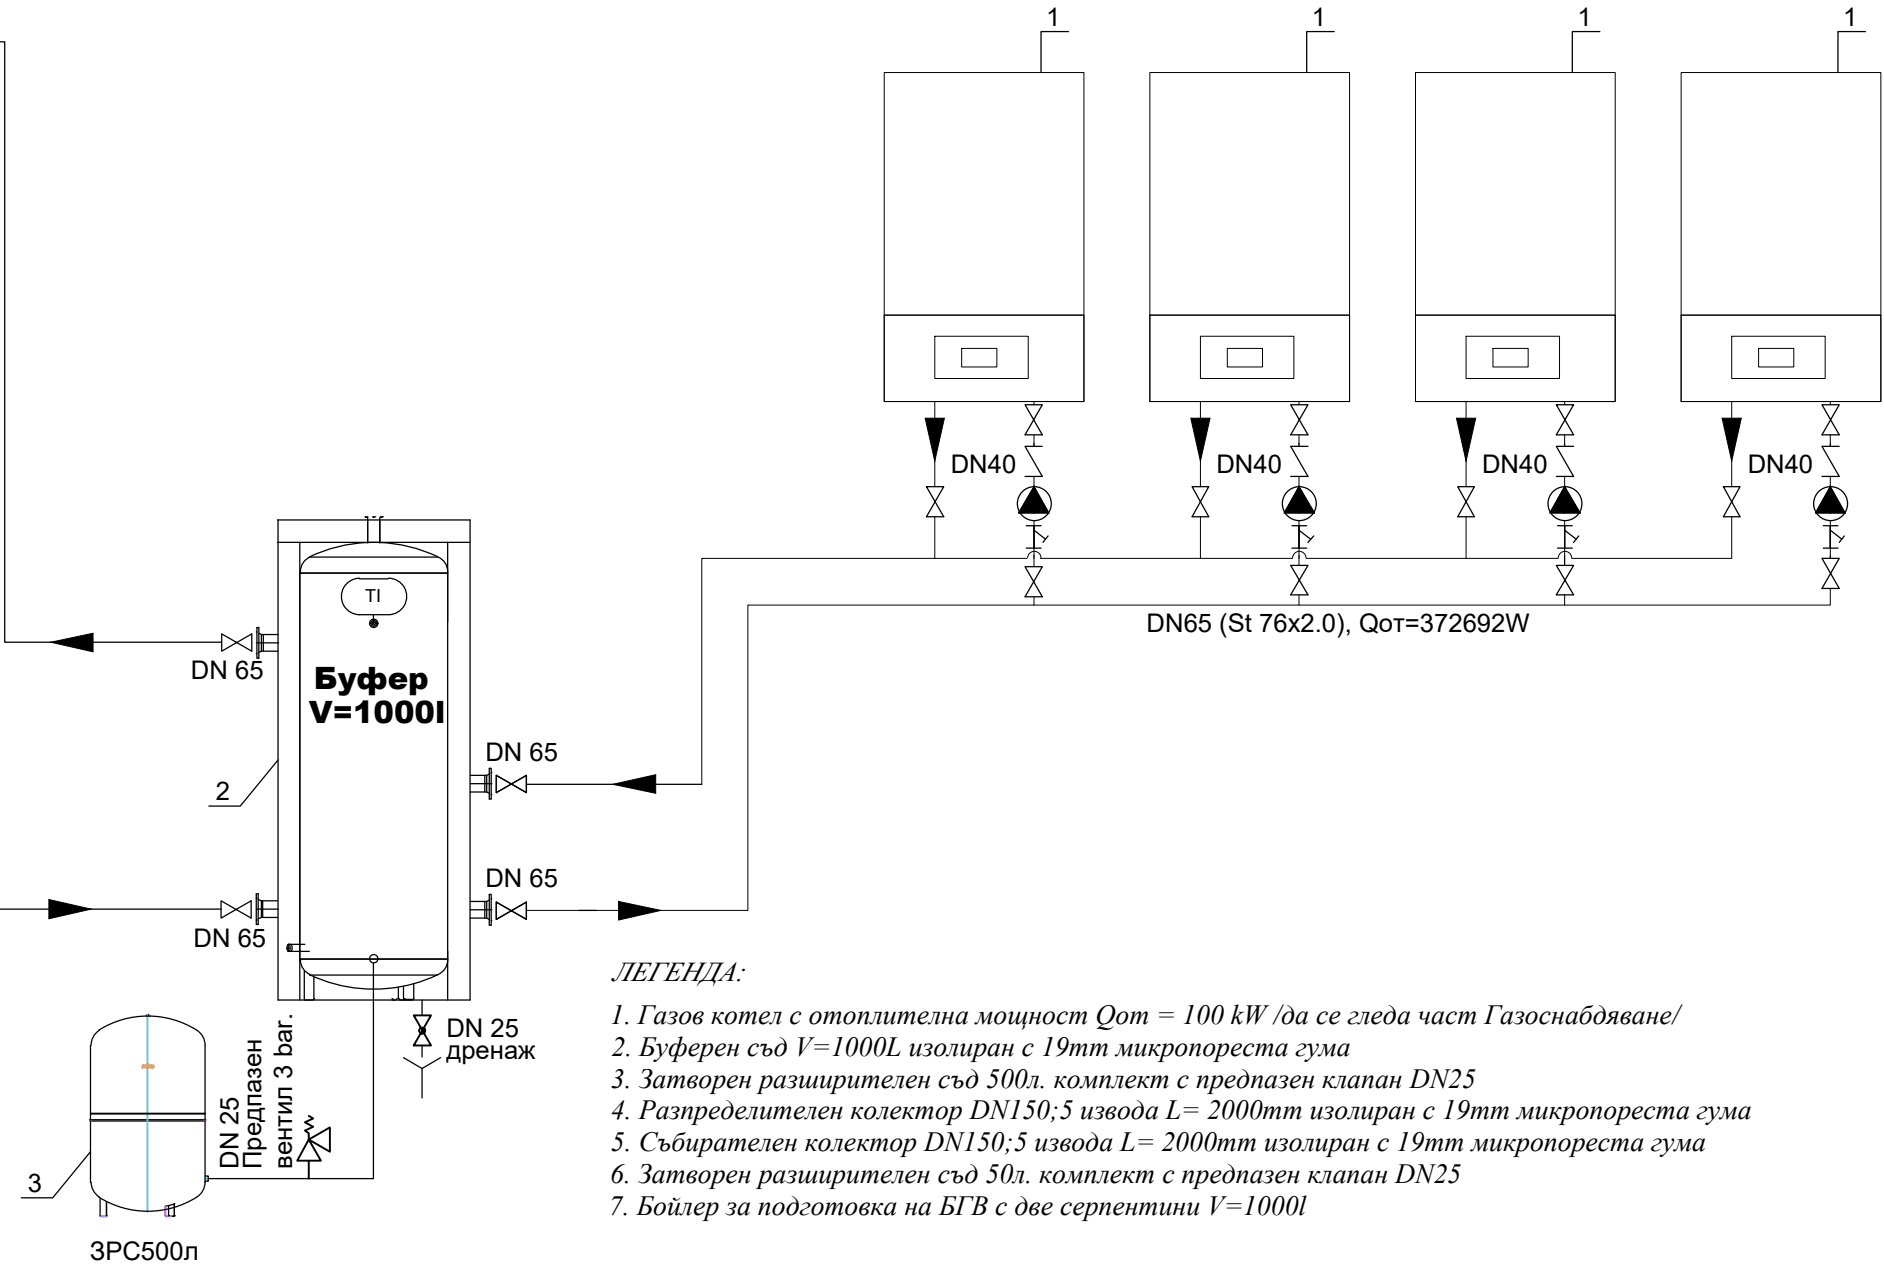 1
1
1
1
DN40
DN40
DN40
DN40
DN65 (St 76x2.0), Qот=372692W
TI
Буфер
V=1000l
DN 65
DN 65
2
DN 65
DN 65
DN 25
дренаж
DN 25
Предпазен
вентил 3 bar.
3
ЗРС500л
ЛЕГЕНДА:
1. Газов котел с отоплителна мощност Qот = 100 kW /да се гледа част Газоснабдяване/
2. Буферен съд V=1000L изолиран с 19mm микропореста гума
3. Затворен разширителен съд 500л. комплект с предпазен клапан DN25
4. Разпределителен колектор DN150;5 извода L= 2000mm изолиран с 19mm микропореста гума
5. Събирателен колектор DN150;5 извода L= 2000mm изолиран с 19mm микропореста гума
6. Затворен разширителен съд 50л. комплект с предпазен клапан DN25
7. Бойлер за подготовка на БГВ с две серпентини V=1000l